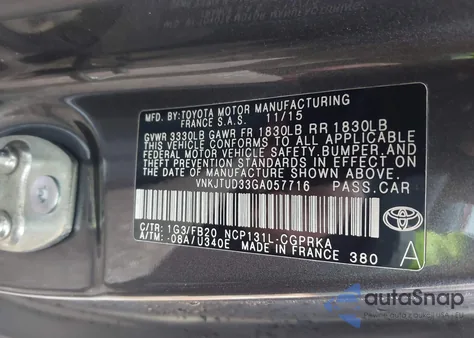 MFD. BY:TOYOTA MOTOR MANUFACTURING
FRANCE S.A.S. 11/15
GVWR 3330LB GAWR FR 1830LB RR 1830LB
THIS VEHICLE CONFORMS TO ALL APPLICABLE
FEDERAL MOTOR VEHICLE SAFETY,BUMPER,AND
THEFT PREVENTION STANDARDS IN EFFECT ON
THE DATE OF MANUFACTURE SHOWN ABOVE.
VNKJTUD33GA057716 PASS.CAR
C/TR: 1G3/FB20 NCP131L-CGPRKA
A/TM: -08A/U340E MADE IN FRANCE 380
A
autoSnap